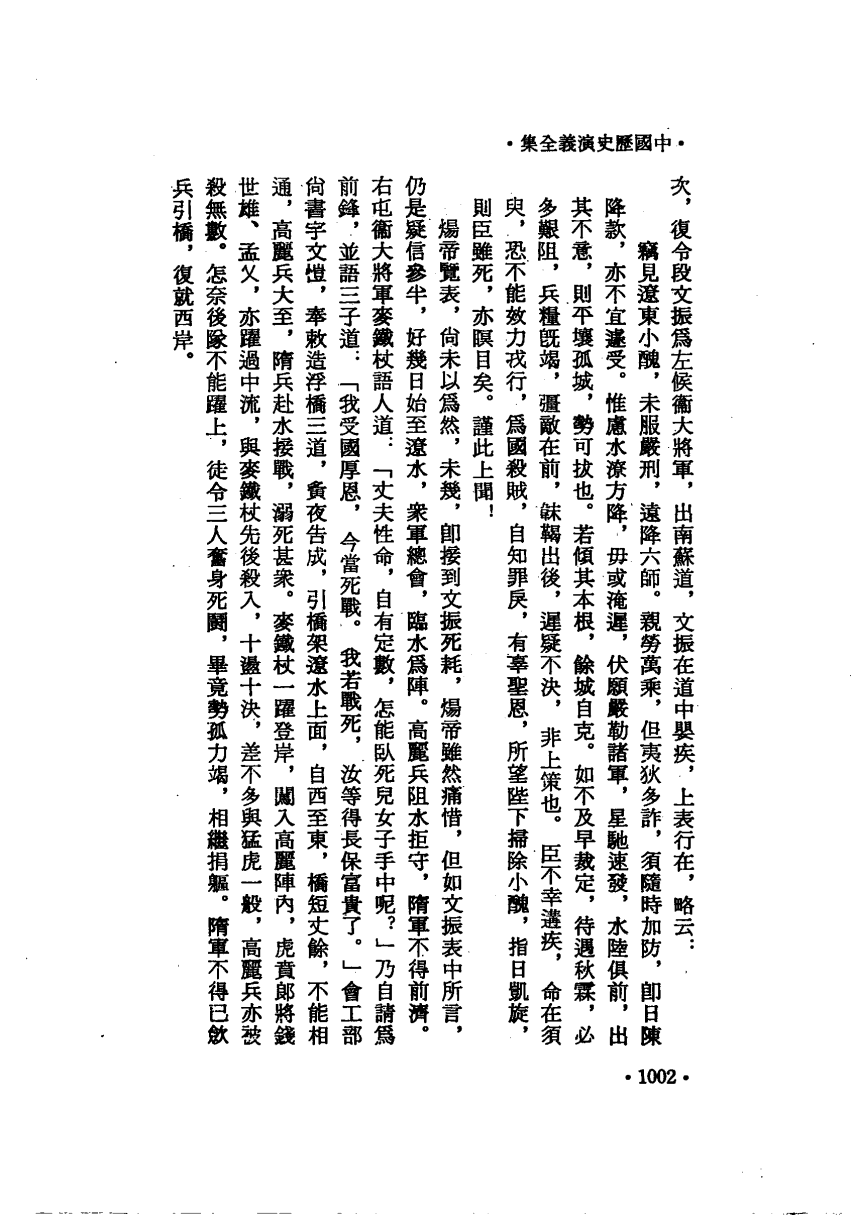 ·中國歷史演義全集·
次，復令段文振爲左候衞大將軍，出南蘇道，文振在道中嬰疾，上表行在，略云：
竊見遼東小醜，未服嚴刑，遠降六師。親勞萬乘，但夷狄多詐，須隨時加防，卽日陳
降款，亦不宜遽受。惟慮水潦方降，毋或淹遲，伏願嚴勒諸軍，星馳速發，水陸俱前，出
其不意，則平壤孤城，勢可拔也。若傾其本根，餘城自克。如不及早裁定，待遇秋霖，必
多艱阻，兵糧旣竭，彊敵在前，靺鞨出後，遲疑不決，非上策也。臣不幸遘疾，命在須
臾，恐不能效力戎行，爲國殺賊，自知罪戾，有辜聖恩，所望陛下掃除小醜，指日凱旋，
則臣雖死，亦瞑目矣。謹此上聞！
煬帝覽表，尙未以爲然，未幾，卽接到文振死耗，煬帝雖然痛惜，但如文振表中所言，
仍是疑信參半，好幾日始至遼水，衆軍總會，臨水爲陣。高麗兵阻水拒守，隋軍不得前濟。
右屯衞大將軍麥鐵杖語人道：「丈夫性命，自有定數，怎能臥死兒女子手中呢？」乃自請爲
前鋒，並語三子道：「我受國厚恩，今當死戰。我若戰死，汝等得長保富貴了。」會工部
尙書宇文愷，奉敕造浮橋三道，夤夜告成，引橋架遼水上面，自西至東，橋短丈餘，不能相
通，高麗兵大至，隋兵赴水接戰，溺死甚衆。麥鐵杖一躍登岸，闖入高麗陣內，虎賁郞將錢
世雄、孟乂，亦躍過中流，與麥鐵杖先後殺入，十盪十決，差不多與猛虎一般，高麗兵亦被
殺無數。怎奈後隊不能躍上，徒令三人奮身死鬭，畢竟勢孤力竭，相繼捐軀。隋軍不得已斂
兵引橋，復就西岸。
·1002·